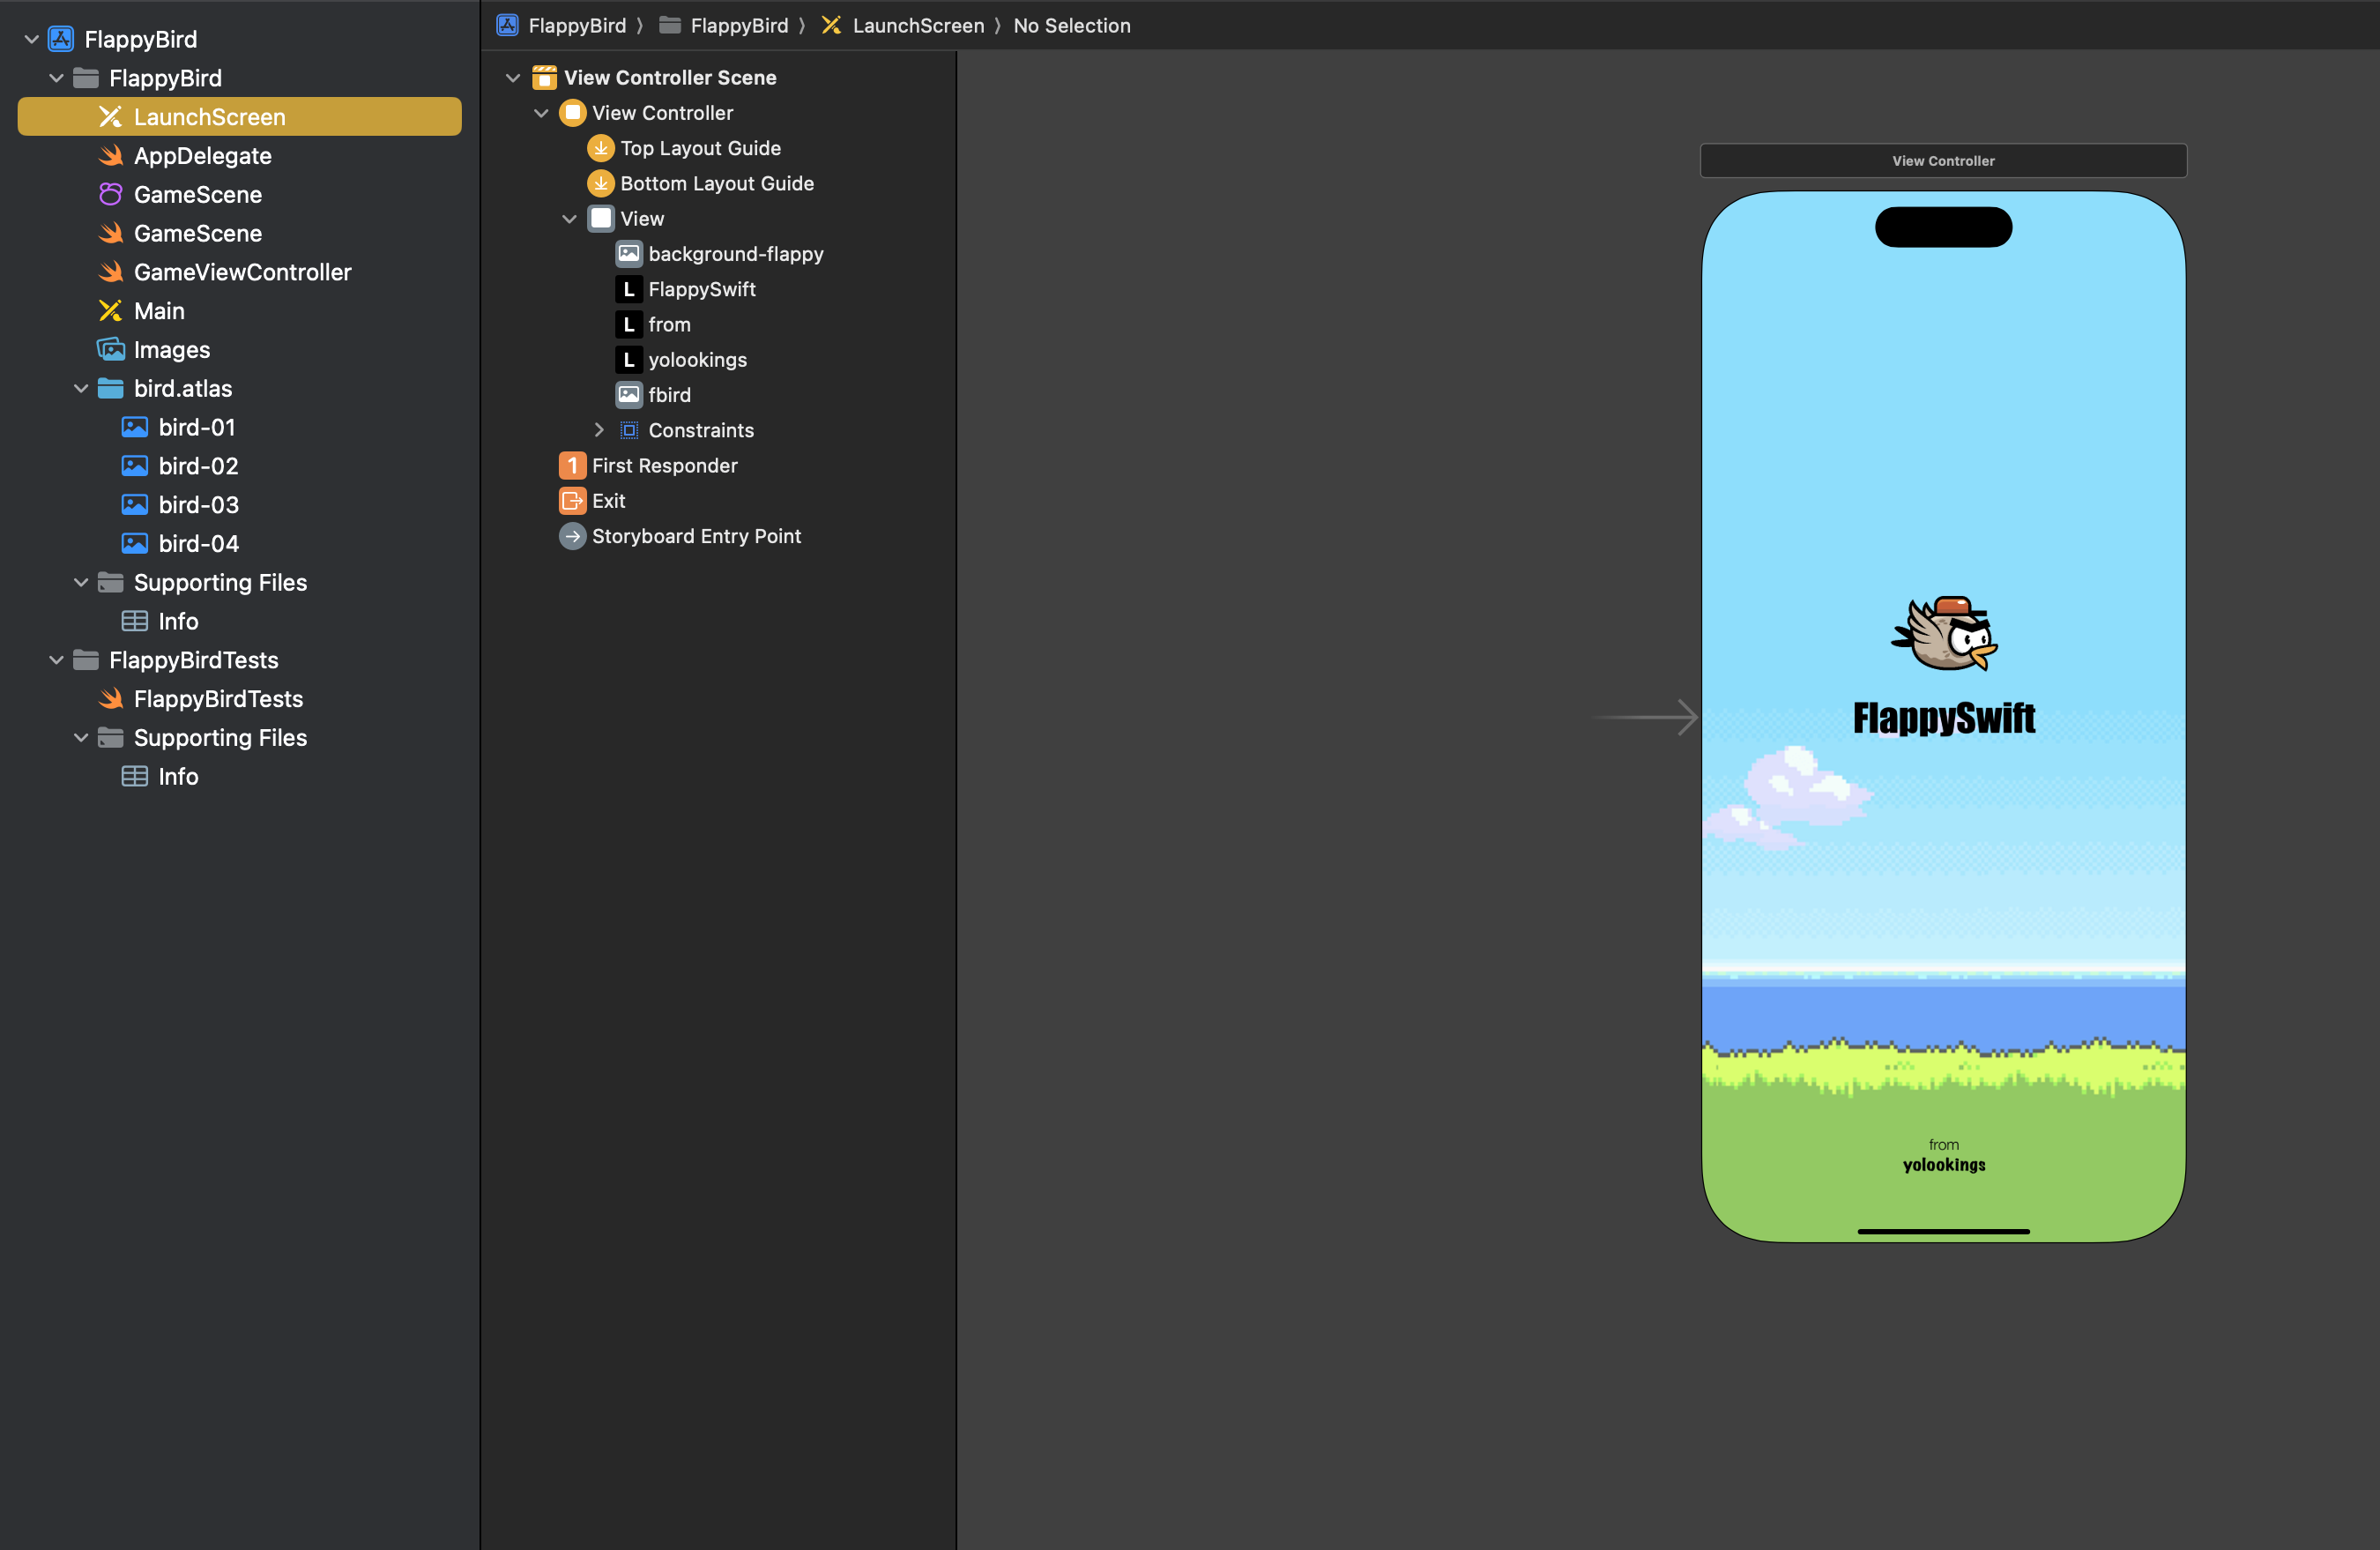 FlappyBird
FlappyBird
LaunchScreen
AppDelegate
GameScene
GameScene
GameViewController
Main
Images
bird.atlas
bird-01
bird-02
bird-03
bird-04
Supporting Files
Info
FlappyBirdTests
FlappyBirdTests
Supporting Files
Info
FlappyBird 〉 FlappyBird 〉 LaunchScreen 〉 No Selection
View Controller Scene
View Controller
Top Layout Guide
Bottom Layout Guide
View
background-flappy
L FlappySwift
L from
L yolookings
fbird
Constraints
1 First Responder
Exit
Storyboard Entry Point
View Controller
FlappySwift
from
yolookings